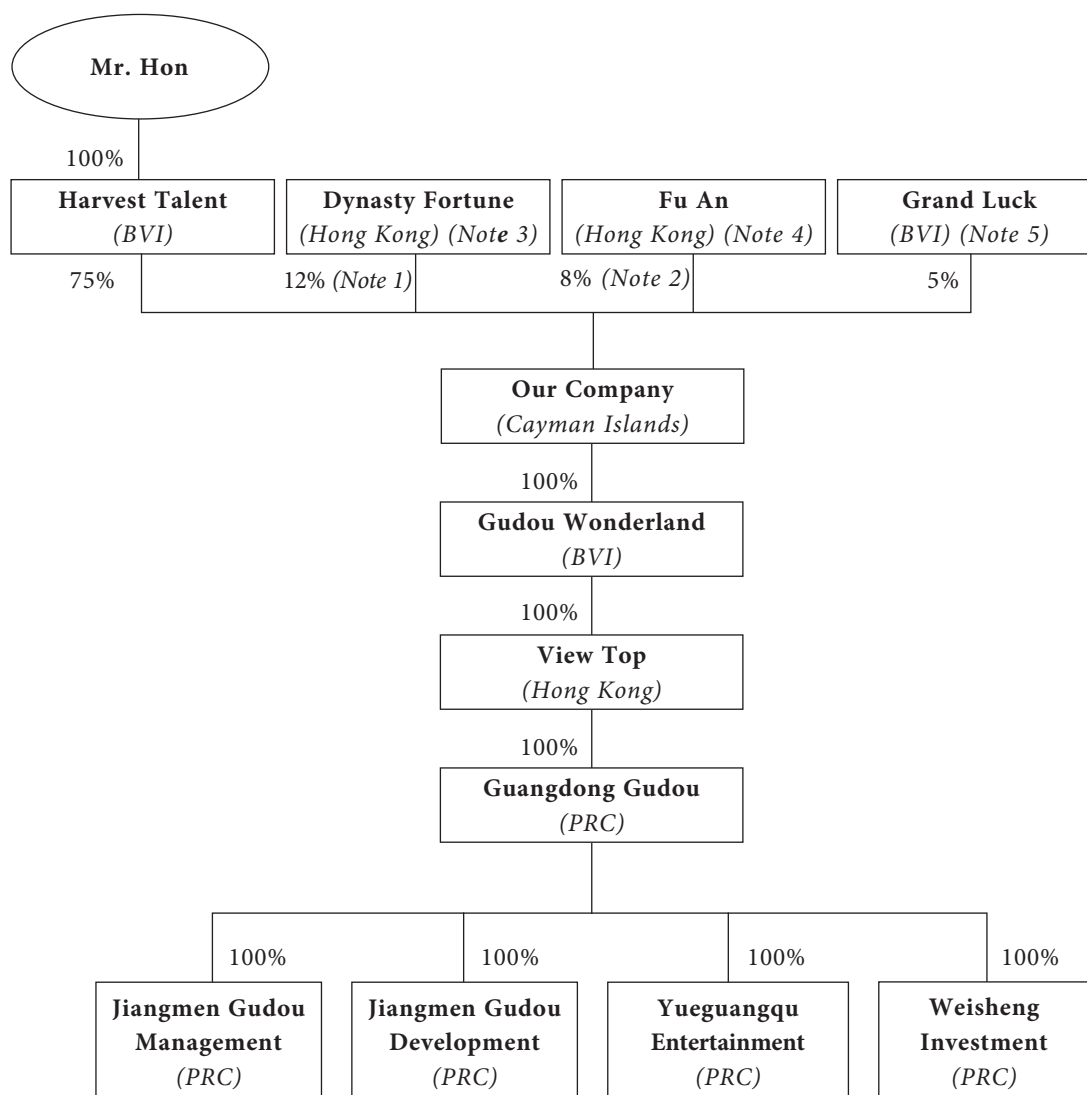 Mr. Hon
100%
Harvest Talent
(BVI)
Dynasty Fortune
(Hong Kong) (Note 3)
Fu An
(Hong Kong) (Note 4)
Grand Luck
(BVI) (Note 5)
75%
12% (Note 1)
8% (Note 2)
5%
Our Company
(Cayman Islands)
100%
Gudou Wonderland
(BVI)
100%
View Top
(Hong Kong)
100%
Guangdong Gudou
(PRC)
100%
100%
100%
100%
Jiangmen Gudou
Management
(PRC)
Jiangmen Gudou
Development
(PRC)
Yueguangqu
Entertainment
(PRC)
Weisheng
Investment
(PRC)